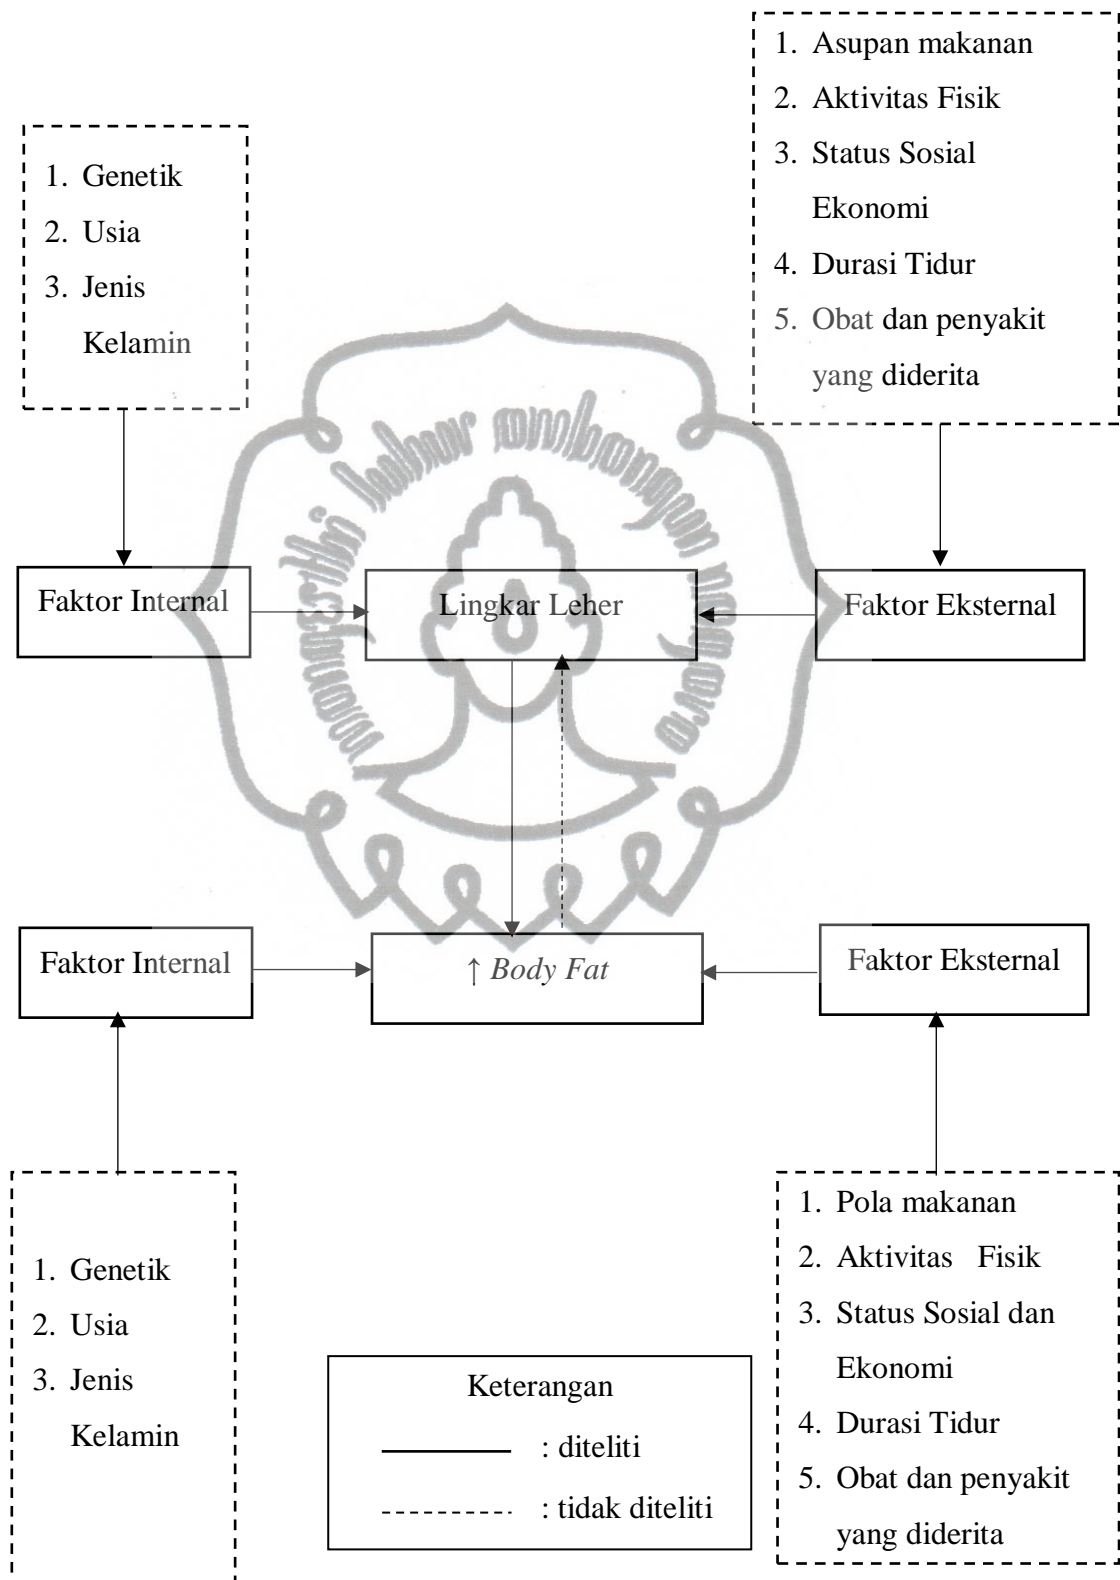 1. Asupan makanan
2. Aktivitas Fisik
3. Status Sosial
Ekonomi
4. Durasi Tidur
5. Obat dan penyakit
yang diderita
1. Genetik
2. Usia
3. Jenis
Kelamin
Faktor Internal
Lingkar Leher
Faktor Eksternal
Faktor Internal
↑ Body Fat
Faktor Eksternal
1. Genetik
2. Usia
3. Jenis
Kelamin
1. Pola makanan
2. Aktivitas Fisik
3. Status Sosial dan
Ekonomi
4. Durasi Tidur
5. Obat dan penyakit
yang diderita
Keterangan
: diteliti
: tidak diteliti